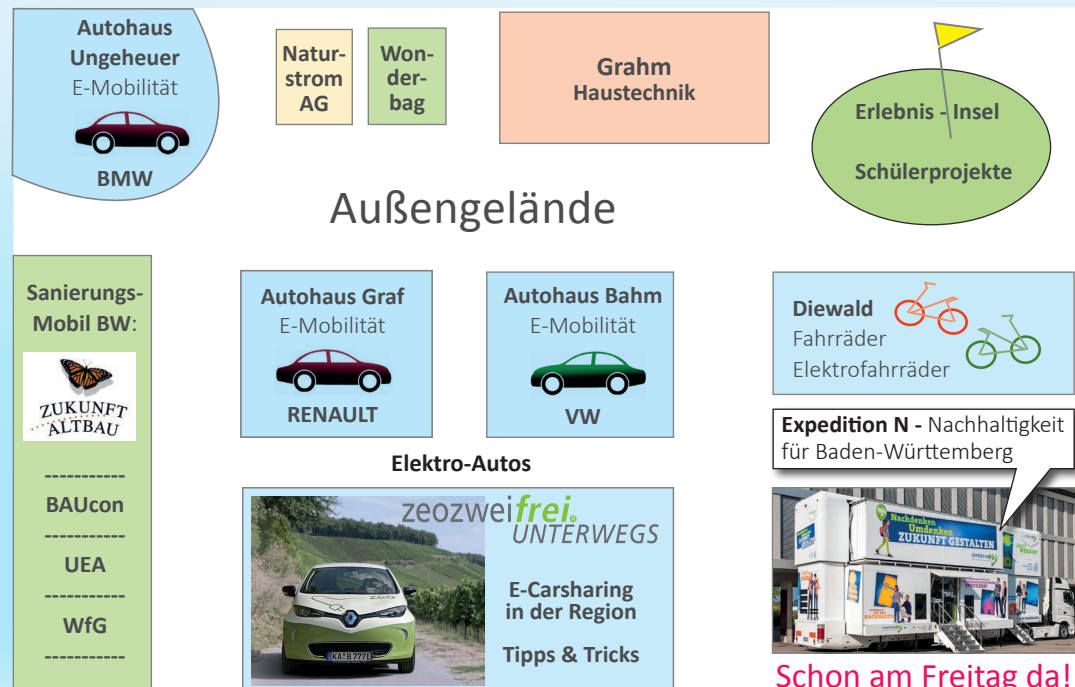 Autohaus
Ungeheuer
E-Mobilität
BMW
Natur-
strom
AG
Won-
der-
bag
Grahm
Haustechnik
Erlebnis - Insel
Schülerprojekte
Außengelände
Sanierungs-
Mobil BW:
ZUKUNFT
ALTBAU
-----------
BAUcon
-----------
UEA
-----------
WfG
-----------
Autohaus Graf
E-Mobilität
RENAULT
Autohaus Bahm
E-Mobilität
VW
Elektro-Autos
zeozweifrei.
UNTERWEGS
E-Carsharing
in der Region
Tipps & Tricks
zeo
KA-B 777E
Diewald
Fahrräder
Elektrofahrräder
Expedition N - Nachhaltigkeit
für Baden-Württemberg
Nachdenken
Umdenken
ZUKUNFT GESTALTEN
Schon am Freitag da!